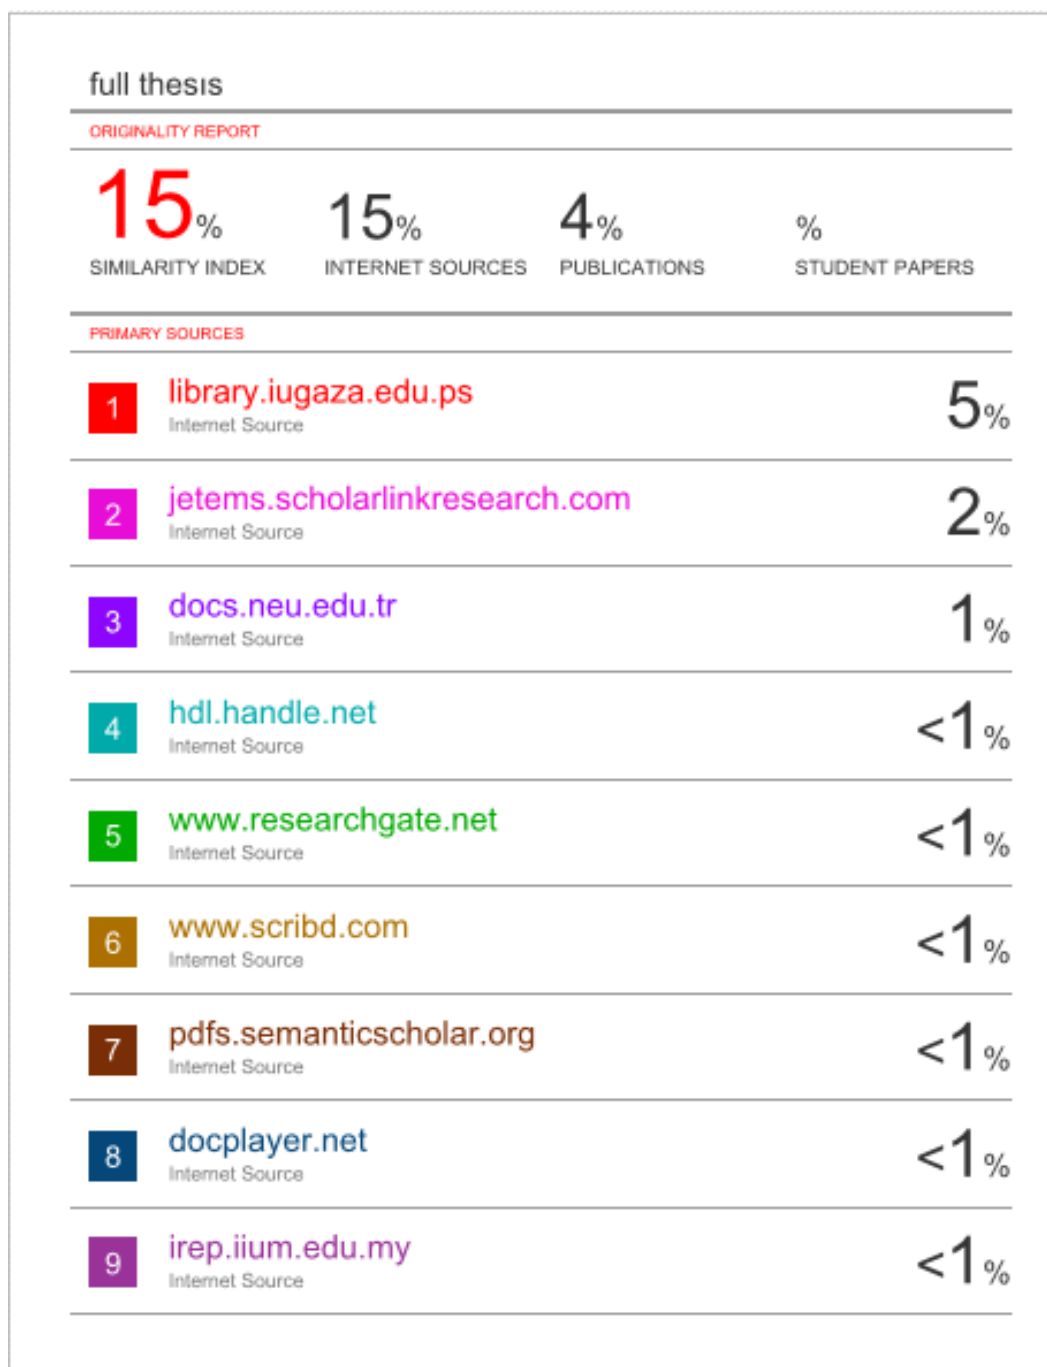 full thesis
ORIGINALITY REPORT
15% 15% 4% %
SIMILARITY INDEX INTERNET SOURCES PUBLICATIONS STUDENT PAPERS
PRIMARY SOURCES
1 library.iugaza.edu.ps 5%
Internet Source
2 jetems.scholarlinkresearch.com 2%
Internet Source
3 docs.neu.edu.tr 1%
Internet Source
4 hdl.handle.net <1%
Internet Source
5 www.researchgate.net <1%
Internet Source
6 www.scribd.com <1%
Internet Source
7 pdfs.semanticscholar.org <1%
Internet Source
8 docplayer.net <1%
Internet Source
9 irep.iium.edu.my <1%
Internet Source